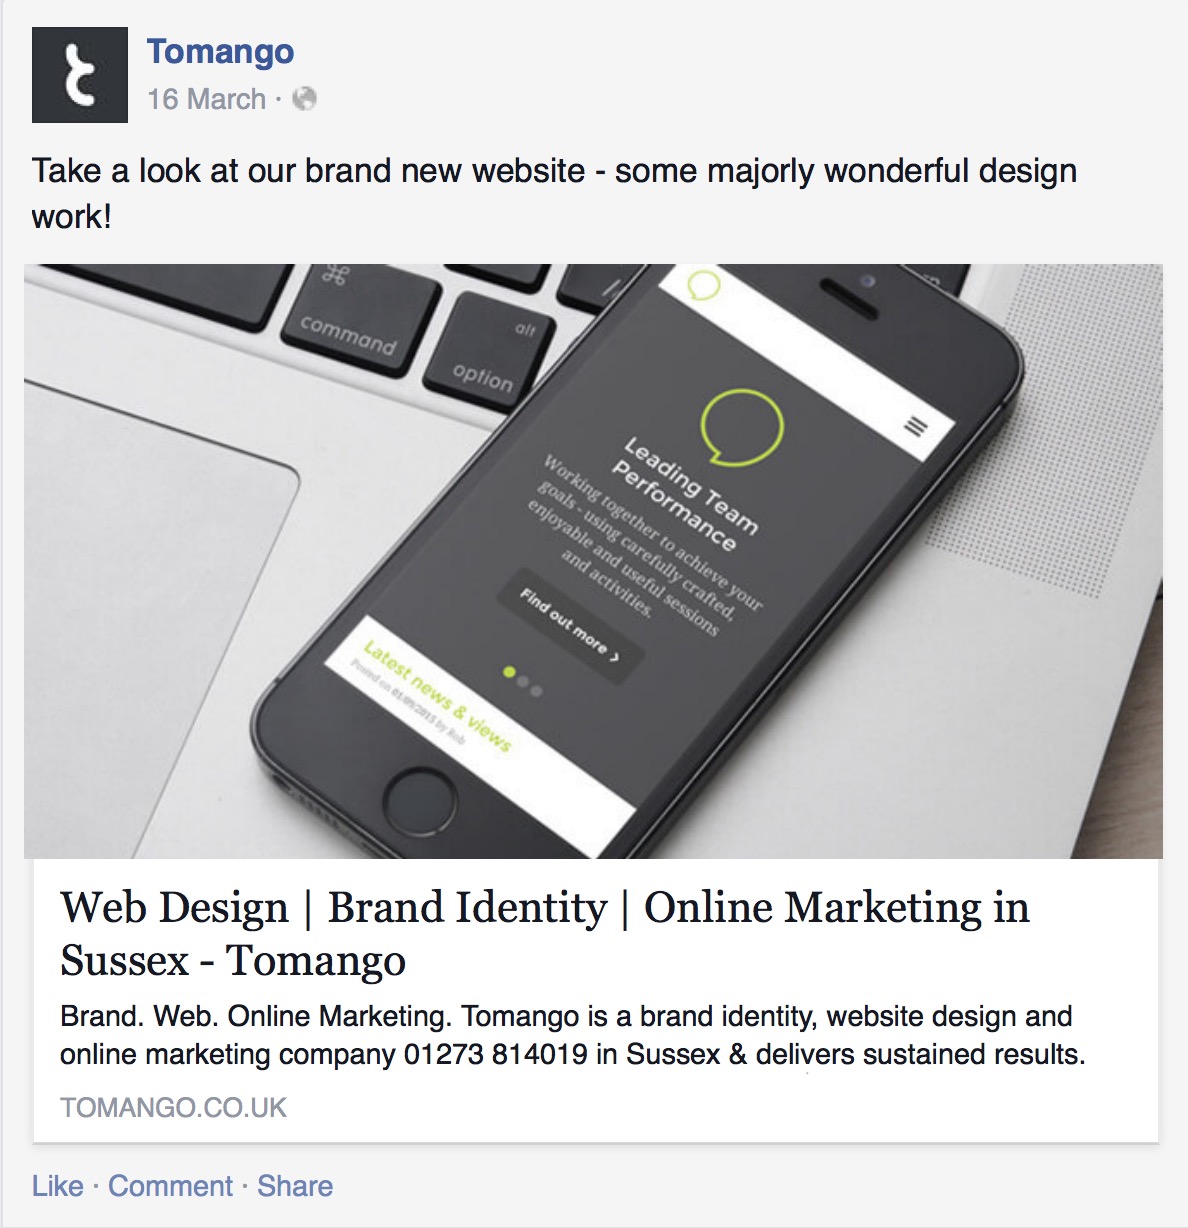 Tomango
16 March ·
Take a look at our brand new website - some majorly wonderful design
work!
⌘
command
alt
option
Leading Team
Performance
Working together to achieve your
goals - using carefully crafted,
enjoyable and useful sessions
and activities.
Find out more ›
Latest news & views
Posted on 01/09/2015 by Rob
Web Design | Brand Identity | Online Marketing in
Sussex - Tomango
Brand. Web. Online Marketing. Tomango is a brand identity, website design and
online marketing company 01273 814019 in Sussex & delivers sustained results.
TOMANGO.CO.UK
Like · Comment · Share